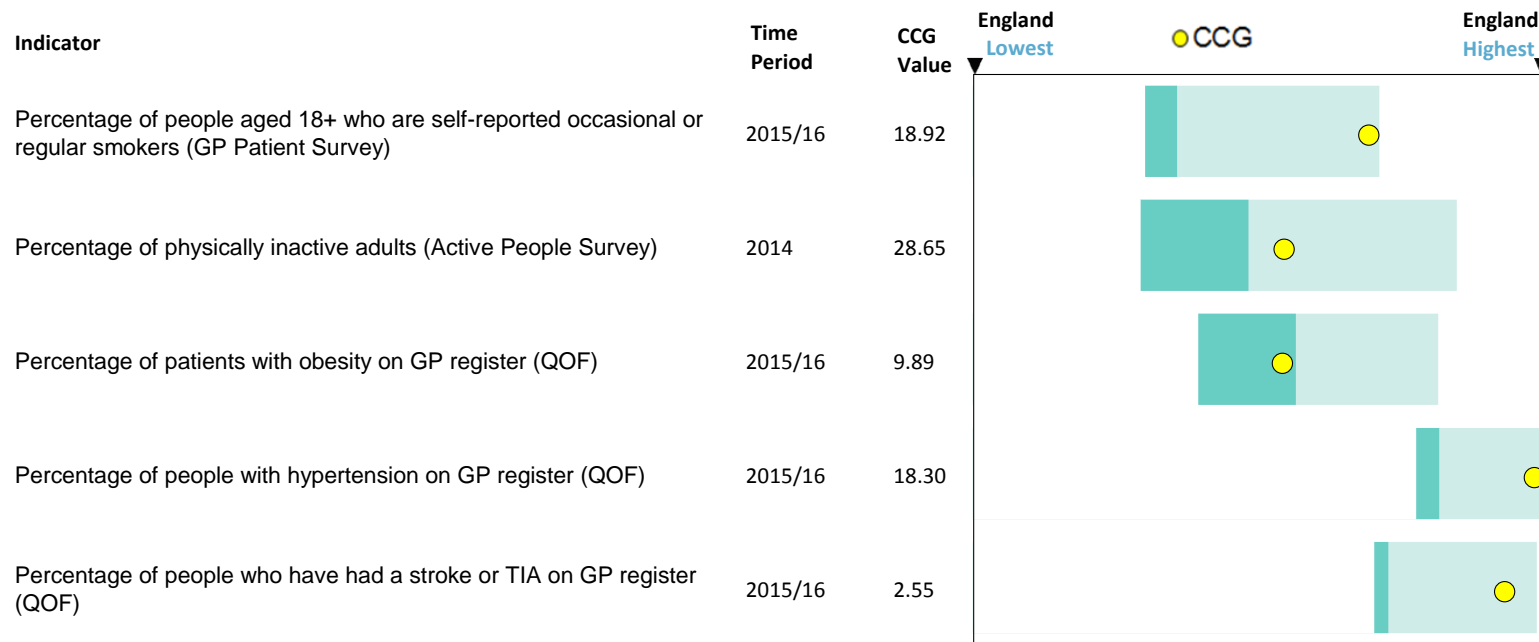 Indicator
Time
Period
CCG
Value
England
Lowest
CCG
England
Highest
Percentage of people aged 18+ who are self-reported occasional or
regular smokers (GP Patient Survey)
2015/16
18.92
Percentage of physically inactive adults (Active People Survey)
2014
28.65
Percentage of patients with obesity on GP register (QOF)
2015/16
9.89
Percentage of people with hypertension on GP register (QOF)
2015/16
18.30
Percentage of people who have had a stroke or TIA on GP register
(QOF)
2015/16
2.55